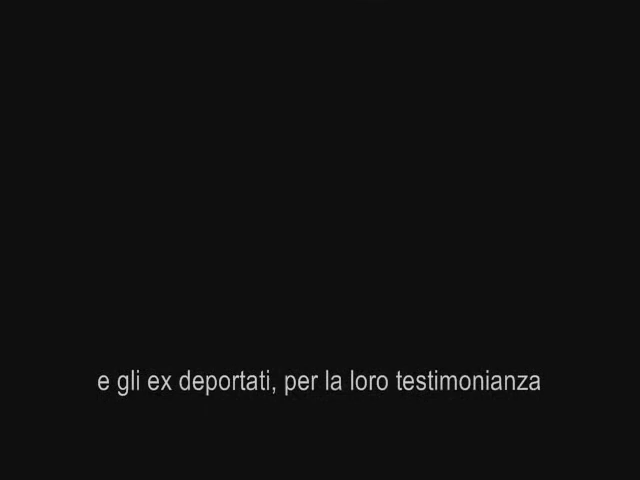 e gli ex deportati, per la loro testimonianza